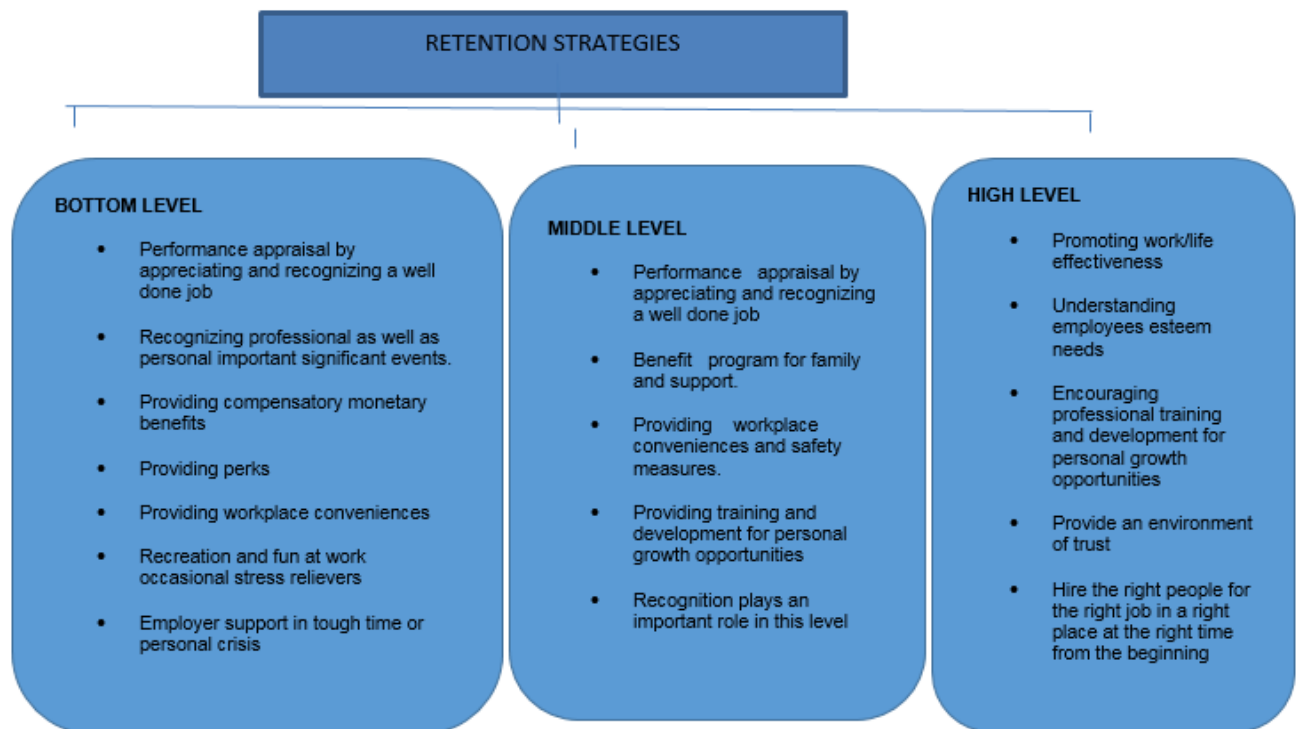 RETENTION STRATEGIES
BOTTOM LEVEL
• Performance appraisal by
appreciating and recognizing a well
done job
• Recognizing professional as well as
personal important significant events.
• Providing compensatory monetary
benefits
• Providing perks
• Providing workplace conveniences
• Recreation and fun at work
occasional stress relievers
• Employer support in tough time or
personal crisis
MIDDLE LEVEL
• Performance appraisal by
appreciating and recognizing
a well done job
• Benefit program for family
and support.
• Providing workplace
conveniences and safety
measures.
• Providing training and
development for personal
growth opportunities
• Recognition plays an
important role in this level
HIGH LEVEL
• Promoting work/life
effectiveness
• Understanding
employees esteem
needs
• Encouraging
professional training
and development for
personal growth
opportunities
• Provide an environment
of trust
• Hire the right people for
the right job in a right
place at the right time
from the beginning